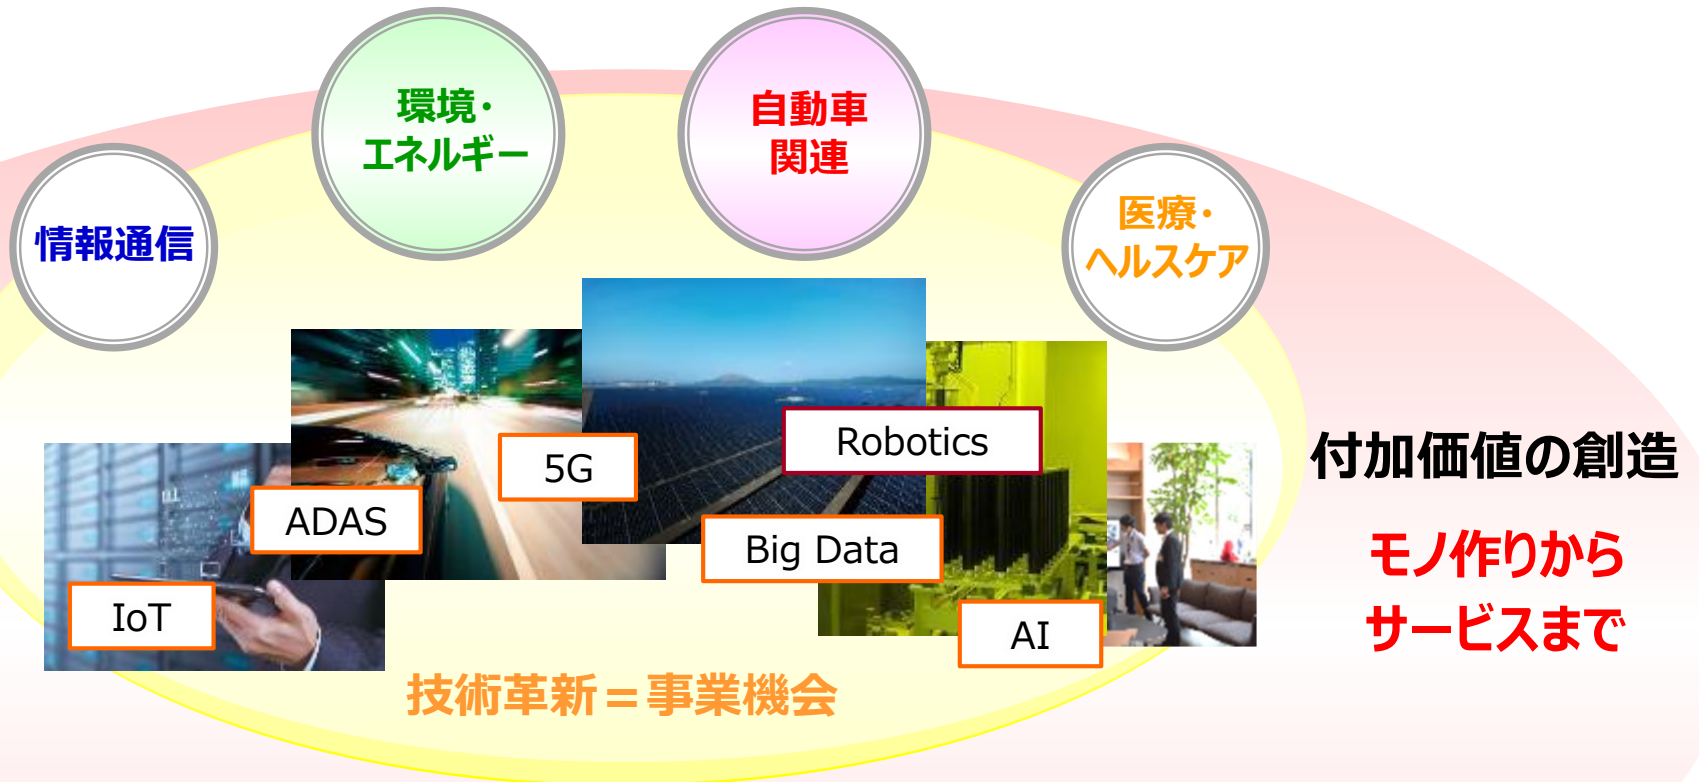 環境・
エネルギー
自動車
関連
情報通信
医療・
ヘルスケア
Robotics
5G
ADAS
Big Data
IoT
AI
付加価値の創造
モノ作りから
サービスまで
技術革新＝事業機会